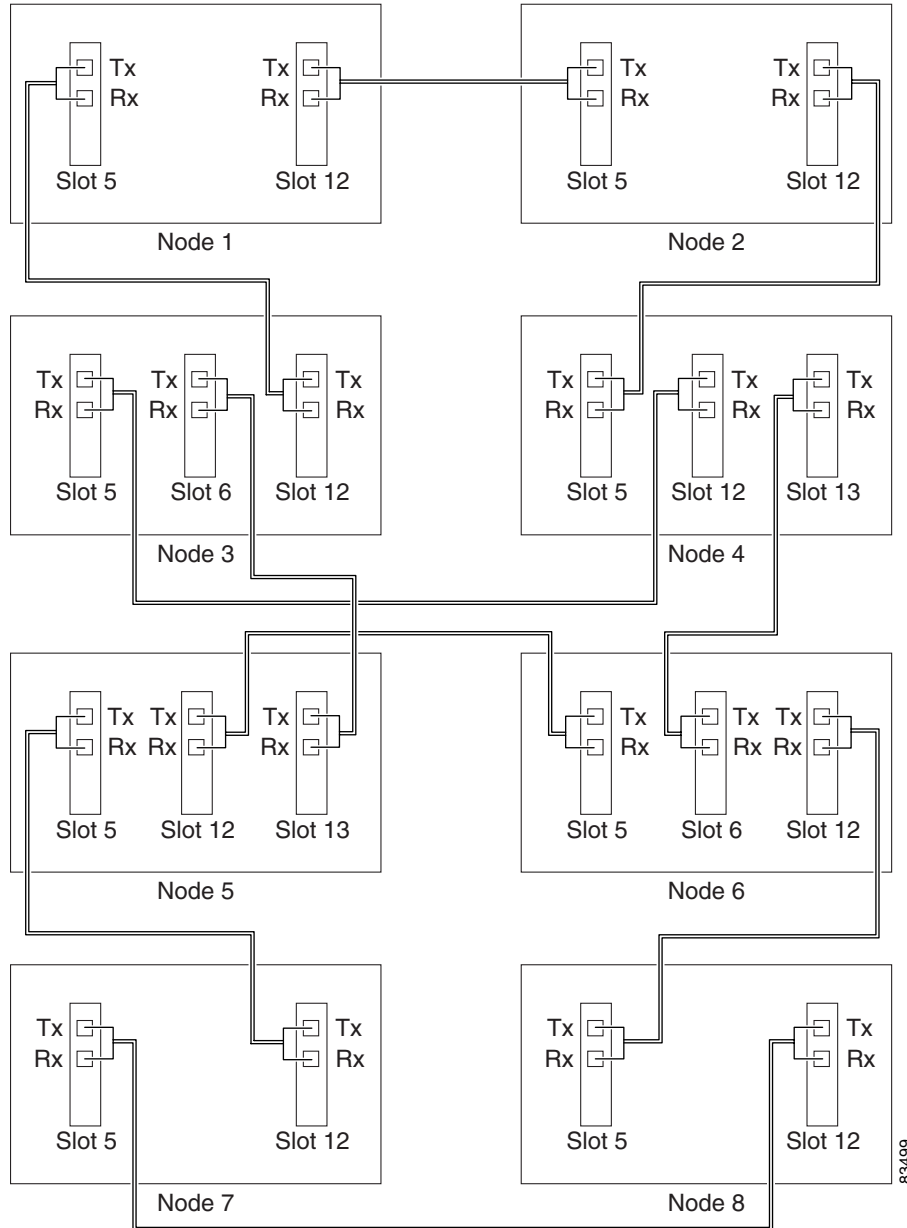 Tx Tx Tx Tx
Rx Rx Rx Rx
Slot 5 Slot 12 Slot 5 Slot 12
Node 1 Node 2
Tx Tx Tx Tx Tx Tx
Rx Rx Rx Rx Rx Rx
Slot 5 Slot 6 Slot 12 Slot 5 Slot 12 Slot 13
Node 3 Node 4
Tx Tx Tx Tx Tx Tx
Rx Rx Rx Rx Rx Rx
Slot 5 Slot 12 Slot 13 Slot 5 Slot 6 Slot 12
Node 5 Node 6
Tx Tx Tx Tx
Rx Rx Rx Rx
Slot 5 Slot 12 Slot 5 Slot 12
Node 7 Node 8
83499